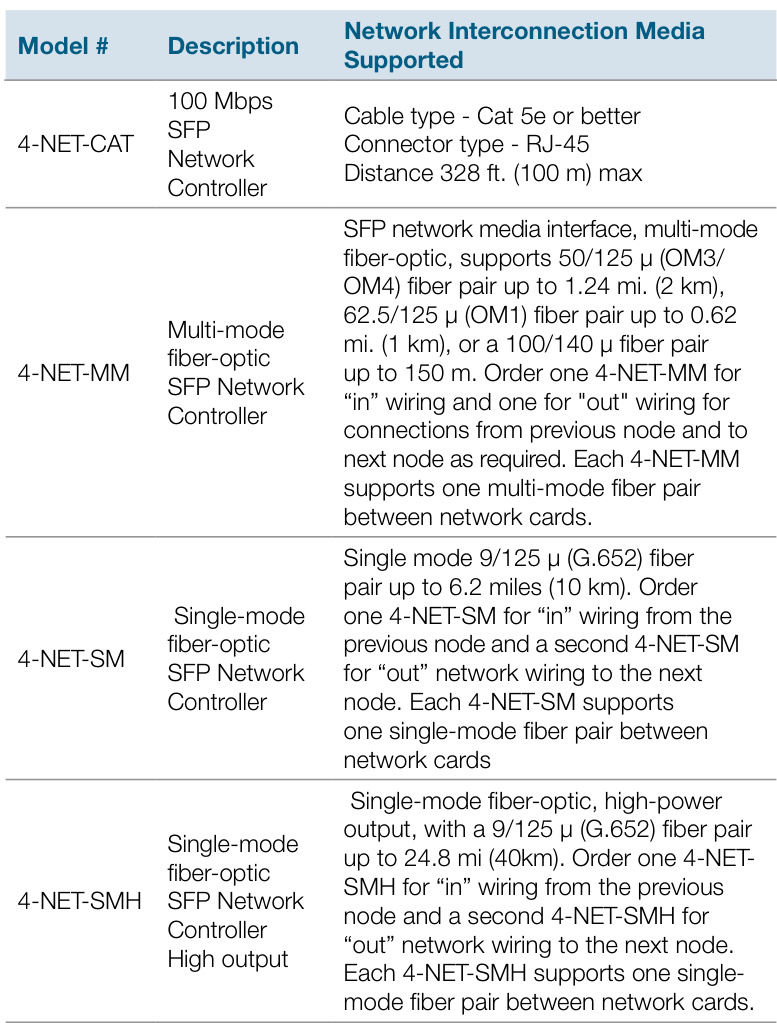 Model #
Description
Network Interconnection Media
Supported
4-NET-CAT
100 Mbps
SFP
Network
Controller
Cable type - Cat 5e or better
Connector type - RJ-45
Distance 328 ft. (100 m) max
4-NET-MM
Multi-mode
fiber-optic
SFP Network
Controller
SFP network media interface, multi-mode
fiber-optic, supports 50/125 µ (OM3/
OM4) fiber pair up to 1.24 mi. (2 km),
62.5/125 µ (OM1) fiber pair up to 0.62
mi. (1 km), or a 100/140 µ fiber pair
up to 150 m. Order one 4-NET-MM for
“in” wiring and one for "out" wiring for
connections from previous node and to
next node as required. Each 4-NET-MM
supports one multi-mode fiber pair
between network cards.
4-NET-SM
Single-mode
fiber-optic
SFP Network
Controller
Single mode 9/125 µ (G.652) fiber
pair up to 6.2 miles (10 km). Order
one 4-NET-SM for “in” wiring from the
previous node and a second 4-NET-SM
for “out” network wiring to the next
node. Each 4-NET-SM supports
one single-mode fiber pair between
network cards
4-NET-SMH
Single-mode
fiber-optic
SFP Network
Controller
High output
Single-mode fiber-optic, high-power
output, with a 9/125 µ (G.652) fiber pair
up to 24.8 mi (40km). Order one 4-NET-
SMH for “in” wiring from the previous
node and a second 4-NET-SMH for
“out” network wiring to the next node.
Each 4-NET-SMH supports one single-
mode fiber pair between network cards.